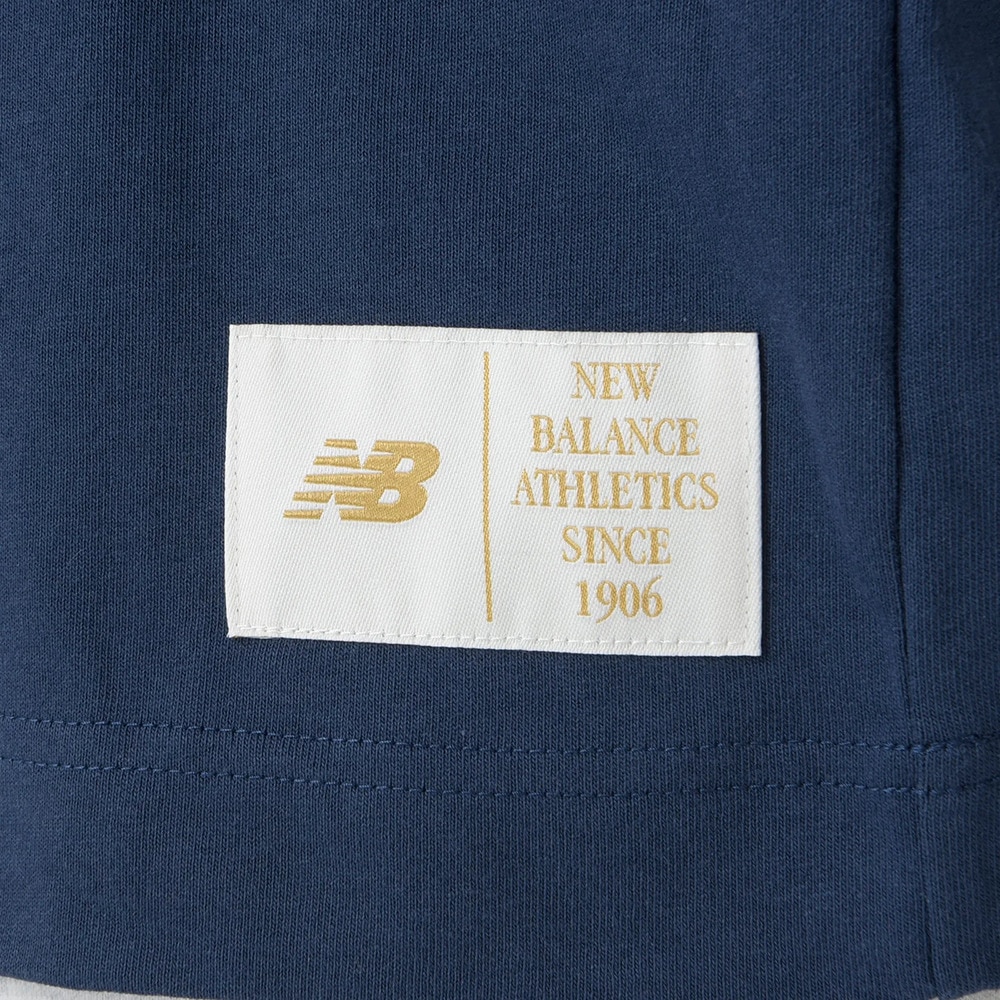 NB
NEW
BALANCE
ATHLETICS
SINCE
1906